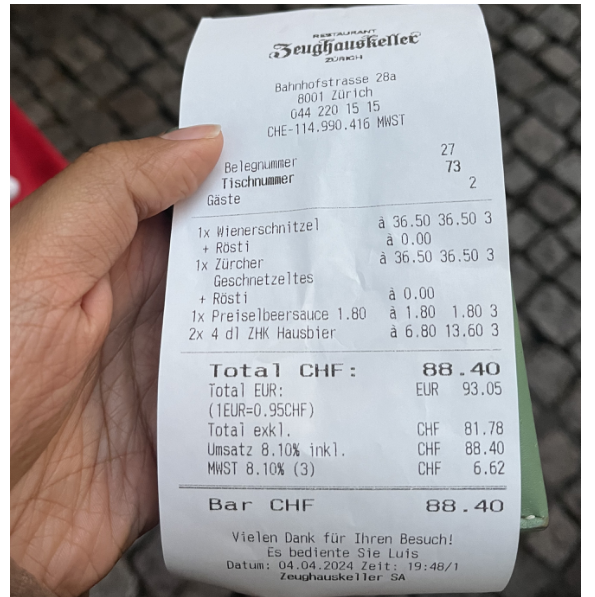 RESTAURANT
Zeughauskeller
ZÜRICH
Bahnhofstrasse 28a
8001 Zürich
044 220 15 15
CHE-114.990.416 MWST
Belegnummer 27
Tischnummer 73
Gäste 2
1x Wienerschnitzel à 36.50 36.50 3
+ Rösti à 0.00
1x Zürcher à 36.50 36.50 3
Geschnetzeltes
+ Rösti à 0.00
1x Preiselbeersauce 1.80 à 1.80 1.80 3
2x 4 dl ZHK Hausbier à 6.80 13.60 3
Total CHF: 88.40
Total EUR: EUR 93.05
(1EUR=0.95CHF)
Total exkl. CHF 81.78
Umsatz 8.10% inkl. CHF 88.40
MWST 8.10% (3) CHF 6.62
Bar CHF 88.40
Vielen Dank für Ihren Besuch!
Es bediente Sie Luis
Datum: 04.04.2024 Zeit: 19:48/1
Zeughauskeller SA